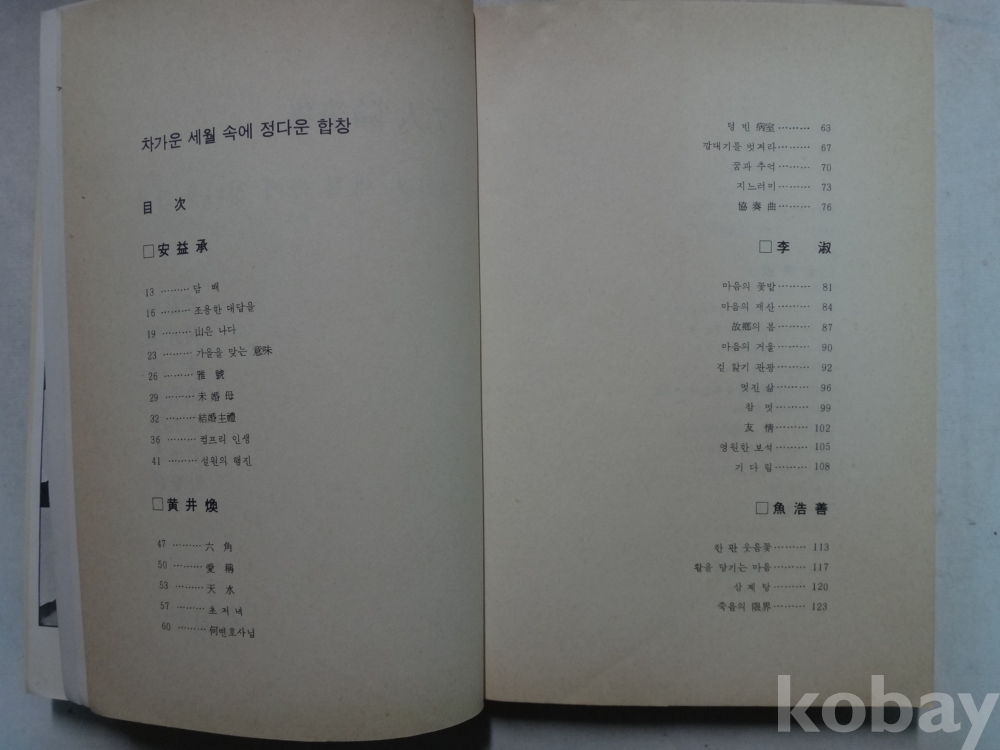 차가운 세월 속에 정다운 합창
目 次
□安益承
13 ········· 담 배
16 ········· 조용한 대답을
19 ········· 山은 나다
23 ········· 가을을 맞는 意味
26 ········· 雅 號
29 ········· 未 婚 母
32 ········· 結婚主禮
36 ········· 컴프리 인생
41 ········· 설원의 행진
□黄井煥
47 ········· 六 角
50 ········· 愛 稱
53 ········· 天 水
57 ········· 초 저 녁
60 ········· 何변호사님
텅 빈 病室 ········· 63
깔대기를 벗겨라 ········· 67
꿈과 추억 ········· 70
지느러미 ········· 73
協 奏 曲 ········· 76
□李 淑
마음의 꽃밭 ········· 81
마음의 재산 ········· 84
故鄕의 봄 ········· 87
마음의 거울 ········· 90
겉 핥기 관광 ········· 92
멋진 삶 ········· 96
참 멋 ········· 99
友 情 ········· 102
영원한 보석 ········· 105
기 다 림 ········· 108
□魚浩善
한 판 웃음꽃 ········· 113
활을 당기는 마음 ········· 117
상 제 탕 ········· 120
죽음의 限界 ········· 123
kobay